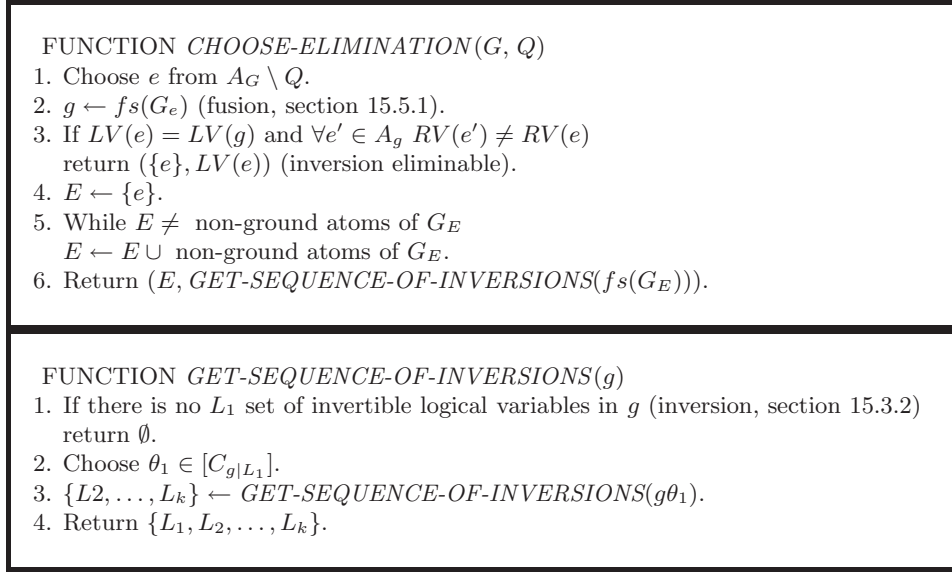 FUNCTION CHOOSE-ELIMINATION(G, Q)
1. Choose e from A_G \ Q.
2. g ← fs(G_e) (fusion, section 15.5.1).
3. If LV(e) = LV(g) and ∀e′ ∈ A_g RV(e′) ≠ RV(e)
return ({e}, LV(e)) (inversion eliminable).
4. E ← {e}.
5. While E ≠ non-ground atoms of G_E
E ← E ∪ non-ground atoms of G_E.
6. Return (E, GET-SEQUENCE-OF-INVERSIONS(fs(G_E))).
FUNCTION GET-SEQUENCE-OF-INVERSIONS(g)
1. If there is no L_1 set of invertible logical variables in g (inversion, section 15.3.2)
return ∅.
2. Choose θ_1 ∈ [C_{g|L_1}].
3. {L2, . . . , L_k} ← GET-SEQUENCE-OF-INVERSIONS(gθ_1).
4. Return {L_1, L_2, . . . , L_k}.